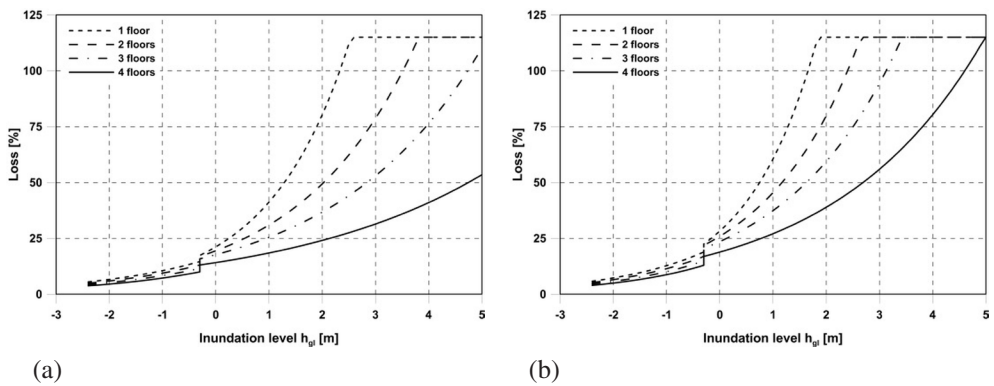 125
100
75
50
25
0
Loss [%]
1 floor
2 floors
3 floors
4 floors
-3 -2 -1 0 1 2 3 4 5
Inundation level hgl [m]
(a)
125
100
75
50
25
0
Loss [%]
1 floor
2 floors
3 floors
4 floors
-3 -2 -1 0 1 2 3 4 5
Inundation level hgl [m]
(b)